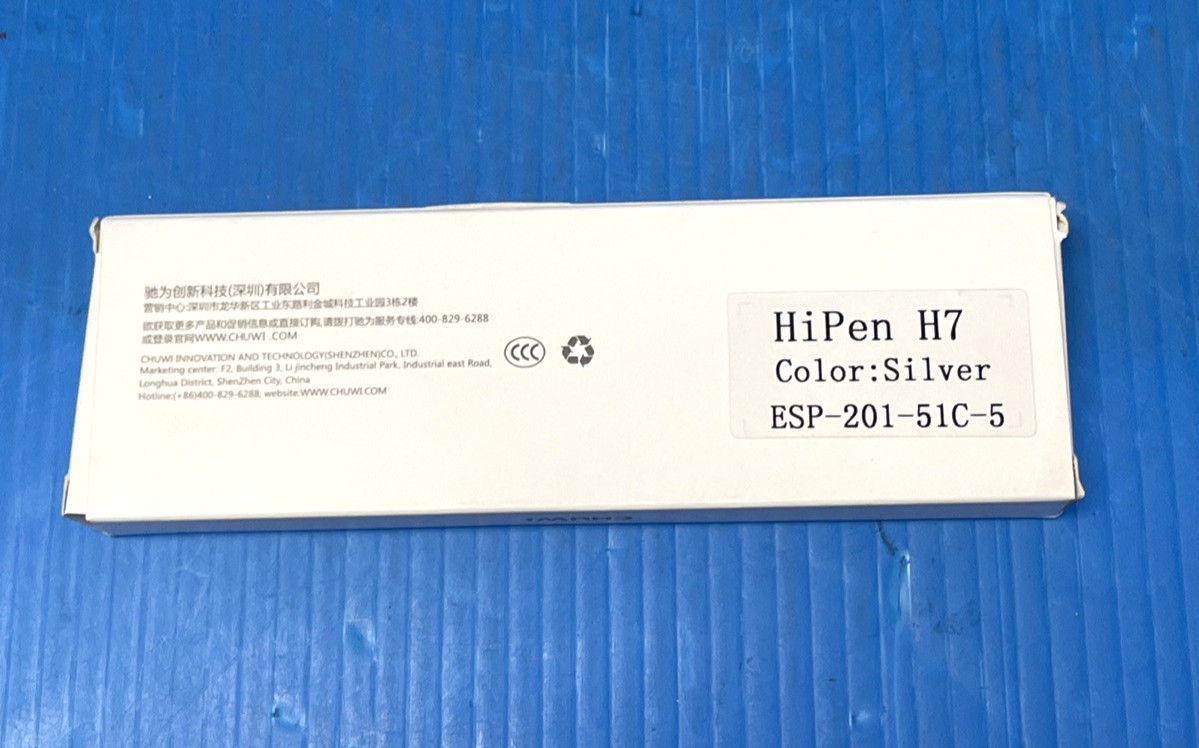 驰为创新科技(深圳)有限公司
营销中心:深圳市龙华新区工业东路利金城科技工业园3栋2楼
欲获取更多产品和促销信息或直接订购,请拨打驰为服务专线:400-829-6288
或登录官网WWW.CHUWI .COM
CHUWI INNOVATION AND TECHNOLOGY(SHENZHEN)CO., LTD.
Marketing center: F2, Building 3, Li jincheng Industrial Park, Industrial east Road,
Longhua District, ShenZhen City, China
Hotline:(+86)400-829-6288, website:WWW.CHUWI.COM
CCC
HiPen H7
Color:Silver
ESP-201-51C-5
CHUWI